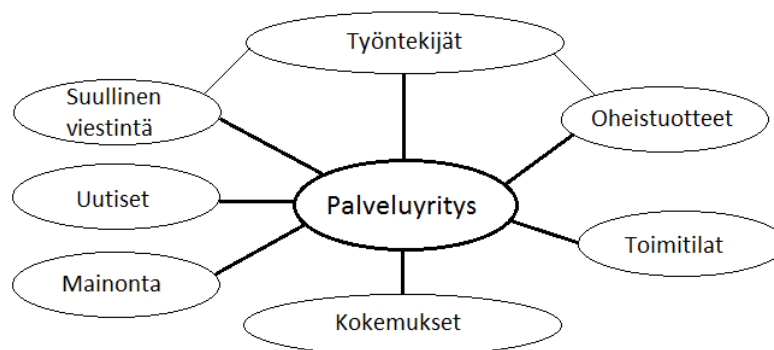 Työntekijät
Suullinen
viestintä
Oheistuotteet
Uutiset
Palveluyritys
Toimitilat
Mainonta
Kokemukset